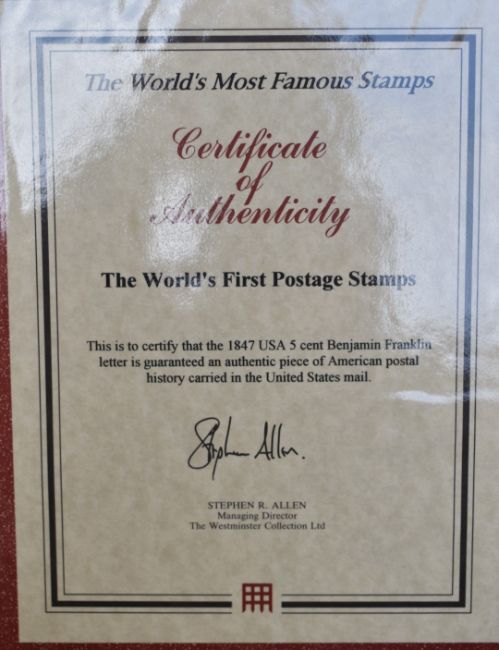 The World's Most Famous Stamps
Certificate
of
Authenticity
The World's First Postage Stamps
This is to certify that the 1847 USA 5 cent Benjamin Franklin
letter is guaranteed an authentic piece of American postal
history carried in the United States mail.
Stephen Allen.
STEPHEN R. ALLEN
Managing Director
The Westminster Collection Ltd